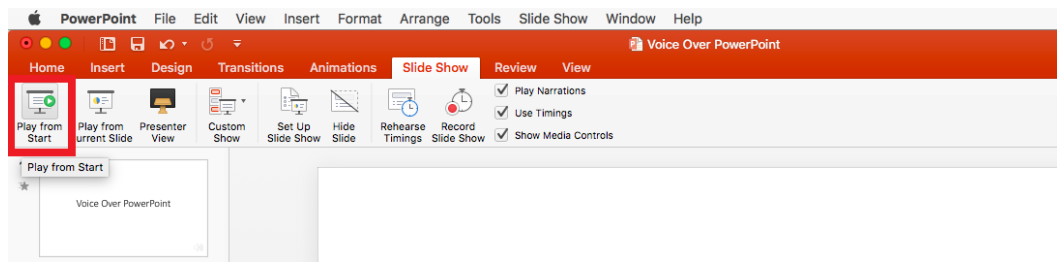 PowerPoint File Edit View Insert Format Arrange Tools Slide Show Window Help
Voice Over PowerPoint
Home Insert Design Transitions Animations Slide Show Review View
Play from Start
Play from urrent Slide
Presenter View
Custom Show
Set Up Slide Show
Hide Slide
Rehearse Timings
Record Slide Show
Play Narrations
Use Timings
Show Media Controls
Play from Start
Voice Over PowerPoint